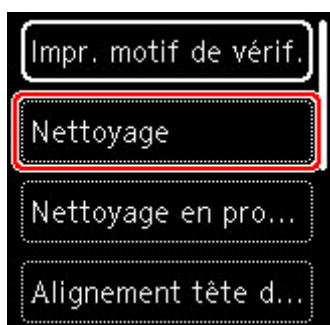 Impr. motif de vérif.
Nettoyage
Nettoyage en pro...
Alignement tête d...